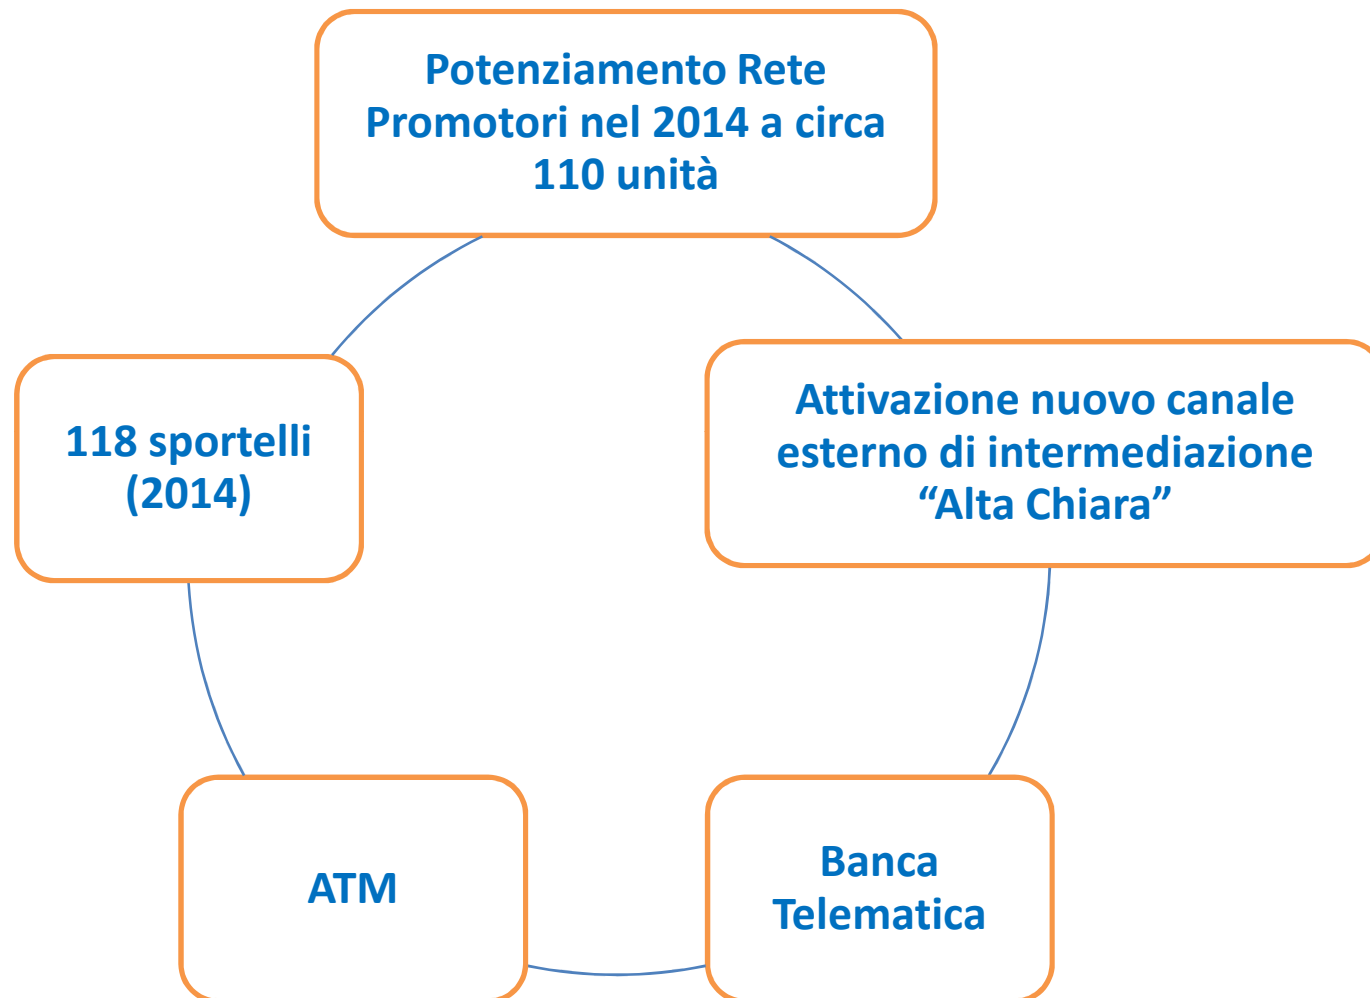 Potenziamento Rete
Promotori nel 2014 a circa
110 unità
118 sportelli
(2014)
Attivazione nuovo canale
esterno di intermediazione
“Alta Chiara”
ATM
Banca
Telematica